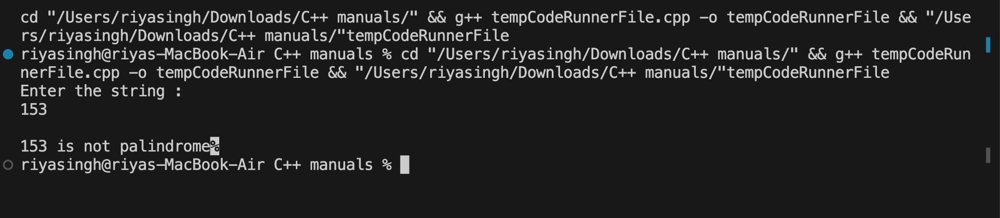 cd "/Users/riyasingh/Downloads/C++ manuals/" && g++ tempCodeRunnerFile.cpp -o tempCodeRunnerFile && "/Use
rs/riyasingh/Downloads/C++ manuals/"tempCodeRunnerFile
riyasingh@riyas-MacBook-Air C++ manuals % cd "/Users/riyasingh/Downloads/C++ manuals/" && g++ tempCodeRun
nerFile.cpp -o tempCodeRunnerFile && "/Users/riyasingh/Downloads/C++ manuals/"tempCodeRunnerFile
Enter the string :
153
153 is not palindrome%
riyasingh@riyas-MacBook-Air C++ manuals %